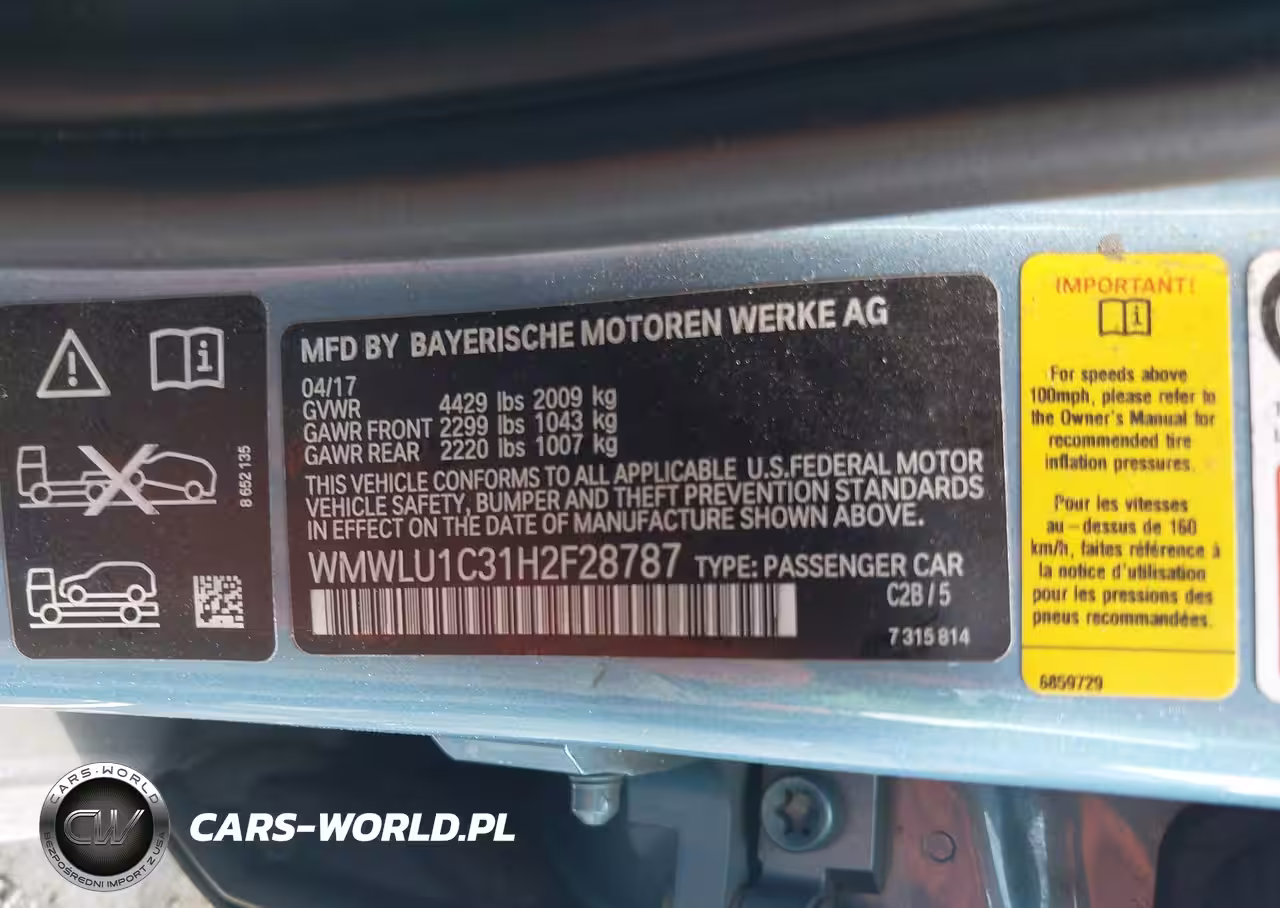 8 652 135
MFD BY BAYERISCHE MOTOREN WERKE AG
04/17
GVWR 4429 lbs 2009 kg
GAWR FRONT 2299 lbs 1043 kg
GAWR REAR 2220 lbs 1007 kg
THIS VEHICLE CONFORMS TO ALL APPLICABLE U.S.FEDERAL MOTOR
VEHICLE SAFETY, BUMPER AND THEFT PREVENTION STANDARDS
IN EFFECT ON THE DATE OF MANUFACTURE SHOWN ABOVE.
WMWLU1C31H2F28787 TYPE: PASSENGER CAR
C2B / 5
7 315 814
IMPORTANT!
For speeds above
100mph, please refer to
the Owner's Manual for
recommended tire
inflation pressures.
Pour les vitesses
au-dessus de 160
km/h, faites référence à
la notice d'utilisation
pour les pressions des
pneus recommandées.
6859729
CARS-WORLD
CW
BEZPOŚREDNI IMPORT Z USA
CARS-WORLD.PL